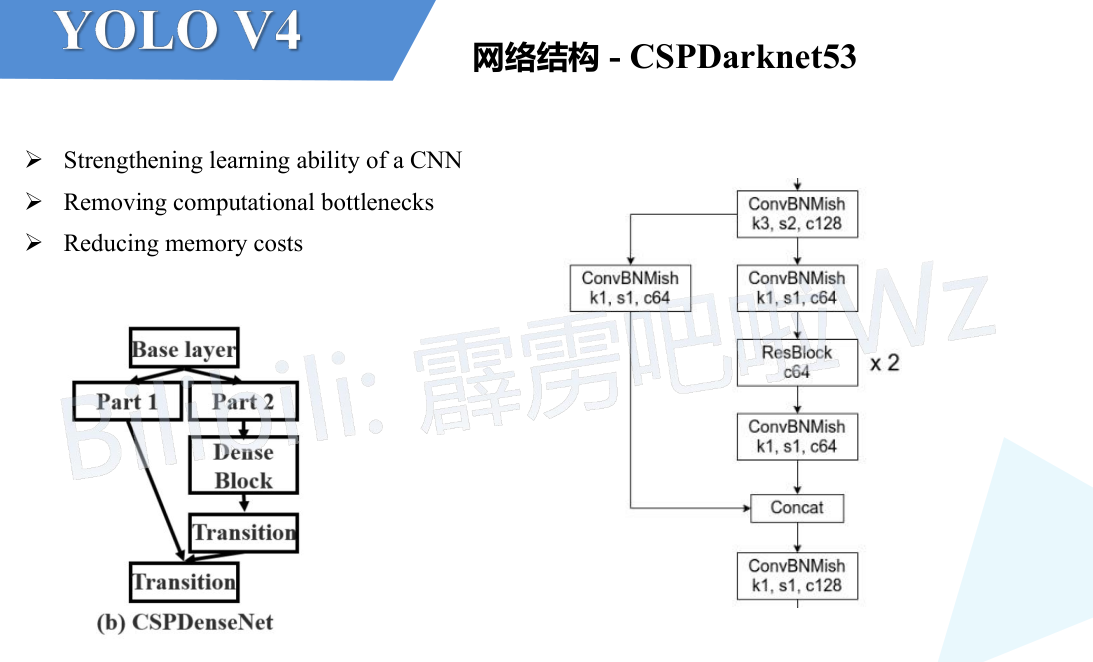 YOLO V4
网络结构 - CSPDarknet53
Strengthening learning ability of a CNN
Removing computational bottlenecks
Reducing memory costs
Base layer
Part 1
Part 2
Dense
Block
Transition
Transition
(b) CSPDenseNet
ConvBNMish
k3, s2, c128
ConvBNMish
k1, s1, c64
ConvBNMish
k1, s1, c64
ResBlock
c64
x 2
ConvBNMish
k1, s1, c64
Concat
ConvBNMish
k1, s1, c128
Bilibili: 霹雳吧啦Wz